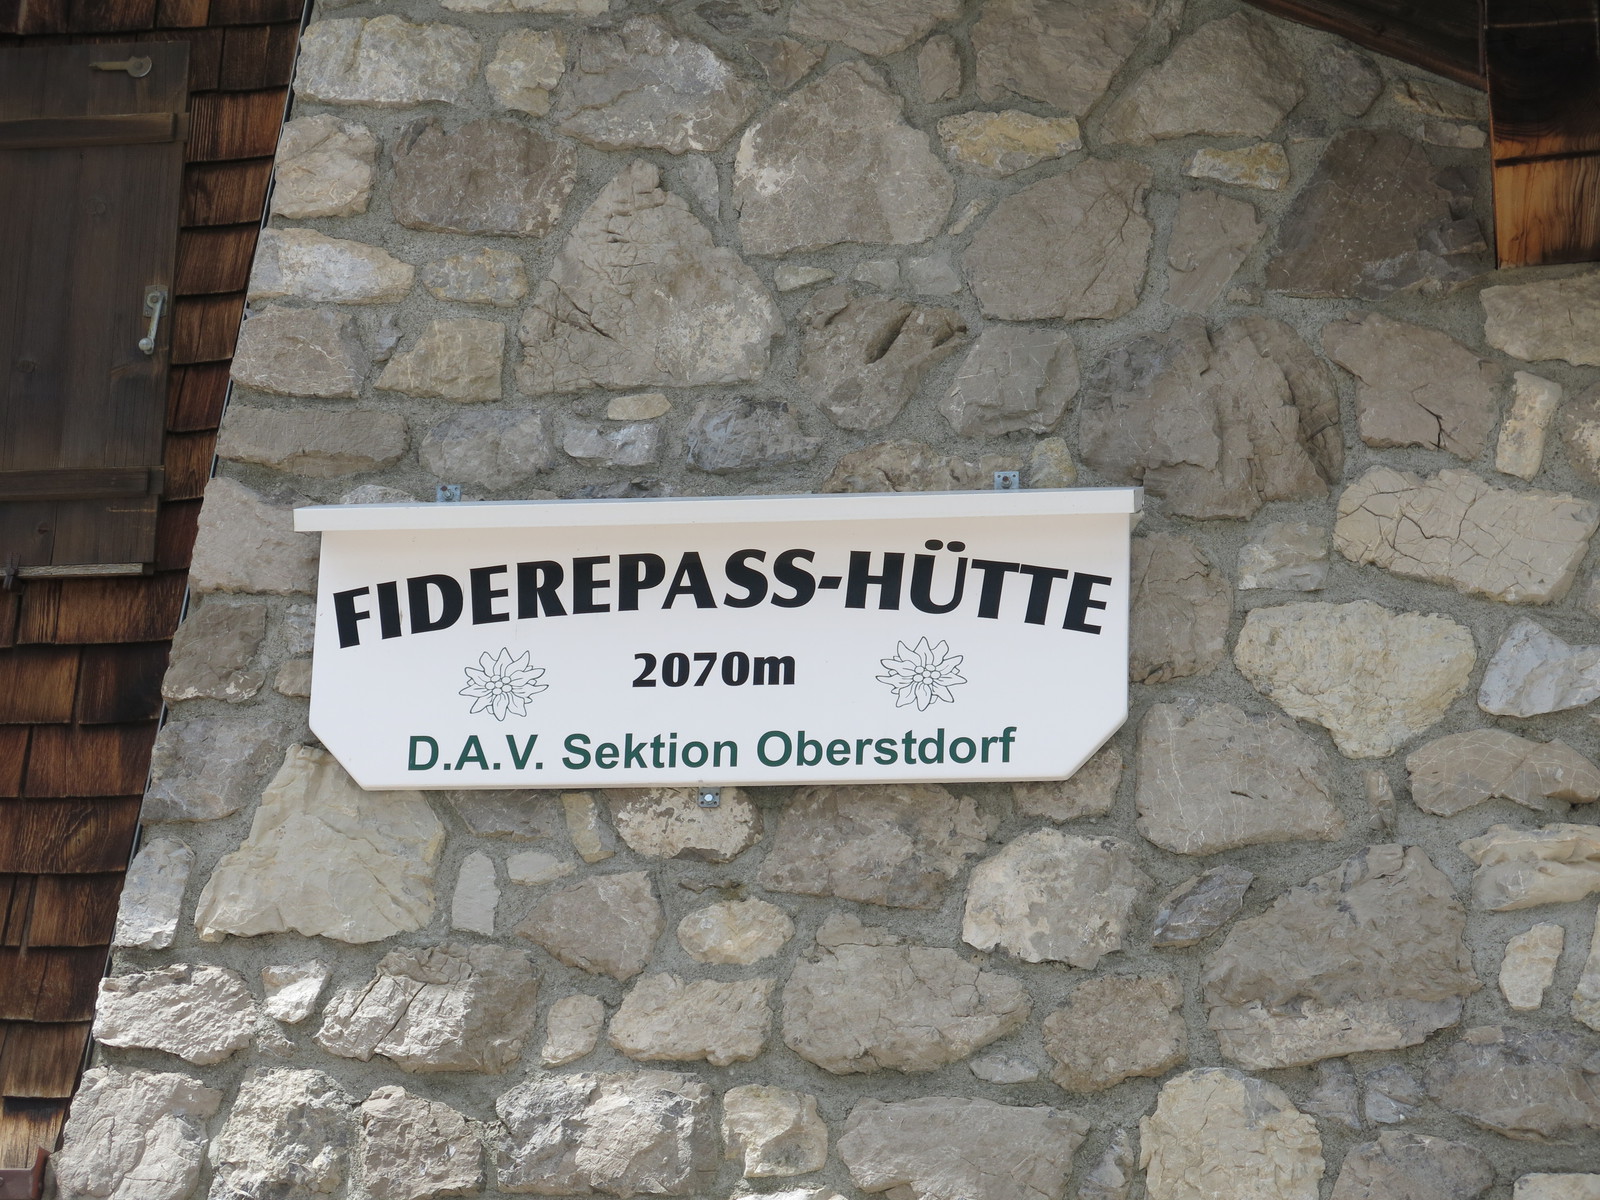 FIDEREPASS-HÜTTE
2070m
D.A.V. Sektion Oberstdorf